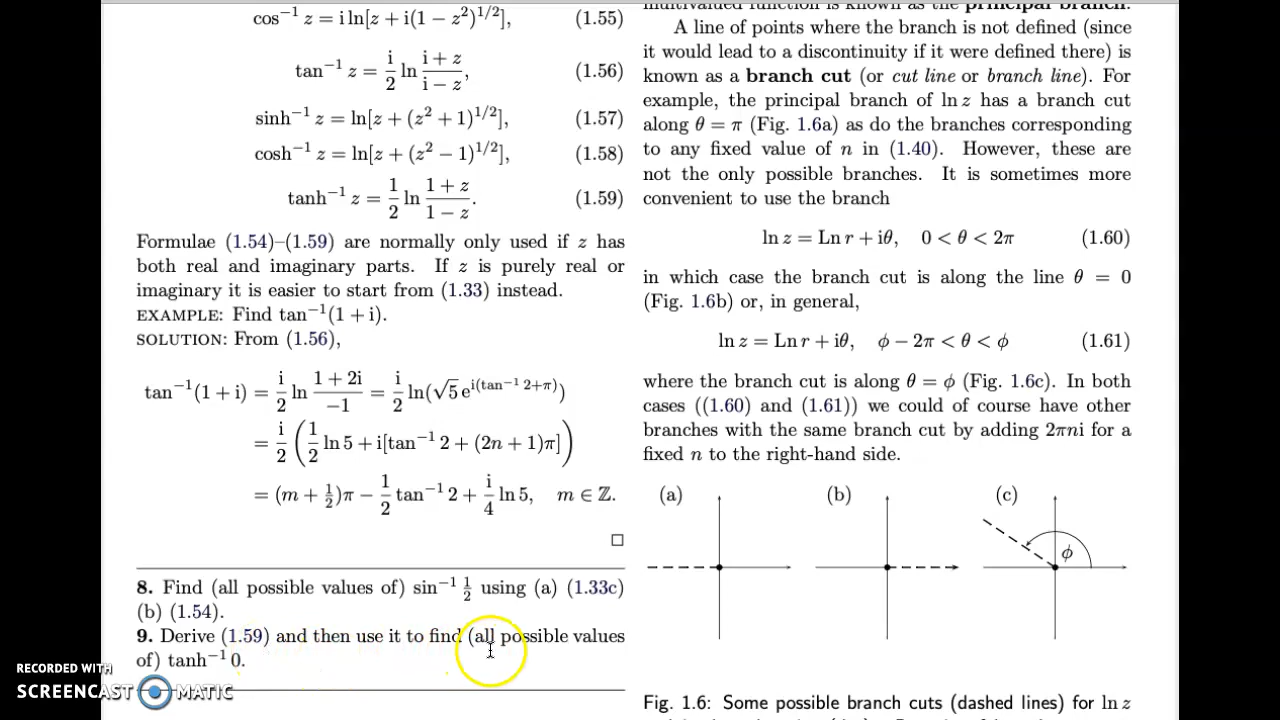 cos⁻¹ z = i ln[z + i(1 − z²)^{1/2}], (1.55)
tan⁻¹ z = i/2 ln (i + z)/(i − z), (1.56)
sinh⁻¹ z = ln[z + (z² + 1)^{1/2}], (1.57)
cosh⁻¹ z = ln[z + (z² − 1)^{1/2}], (1.58)
tanh⁻¹ z = 1/2 ln (1 + z)/(1 − z). (1.59)
Formulae (1.54)–(1.59) are normally only used if z has
both real and imaginary parts. If z is purely real or
imaginary it is easier to start from (1.33) instead.
EXAMPLE: Find tan⁻¹(1 + i).
SOLUTION: From (1.56),
tan⁻¹(1 + i) = i/2 ln (1 + 2i)/(−1) = i/2 ln(√5 e^{i(tan⁻¹ 2+π)})
= i/2 (1/2 ln 5 + i[tan⁻¹ 2 + (2n + 1)π])
= (m + 1/2)π − 1/2 tan⁻¹ 2 + i/4 ln 5, m ∈ ℤ.
□
8. Find (all possible values of) sin⁻¹ 1/2 using (a) (1.33c)
(b) (1.54).
9. Derive (1.59) and then use it to find (all possible values
of) tanh⁻¹ 0.
multivalued function is known as the principal branch.
A line of points where the branch is not defined (since
it would lead to a discontinuity if it were defined there) is
known as a branch cut (or cut line or branch line). For
example, the principal branch of ln z has a branch cut
along θ = π (Fig. 1.6a) as do the branches corresponding
to any fixed value of n in (1.40). However, these are
not the only possible branches. It is sometimes more
convenient to use the branch
ln z = Ln r + iθ, 0 < θ < 2π (1.60)
in which case the branch cut is along the line θ = 0
(Fig. 1.6b) or, in general,
ln z = Ln r + iθ, ϕ − 2π < θ < ϕ (1.61)
where the branch cut is along θ = ϕ (Fig. 1.6c). In both
cases ((1.60) and (1.61)) we could of course have other
branches with the same branch cut by adding 2πni for a
fixed n to the right-hand side.
(a) (b) (c)
ϕ
Fig. 1.6: Some possible branch cuts (dashed lines) for ln z
RECORDED WITH
SCREENCAST MATIC